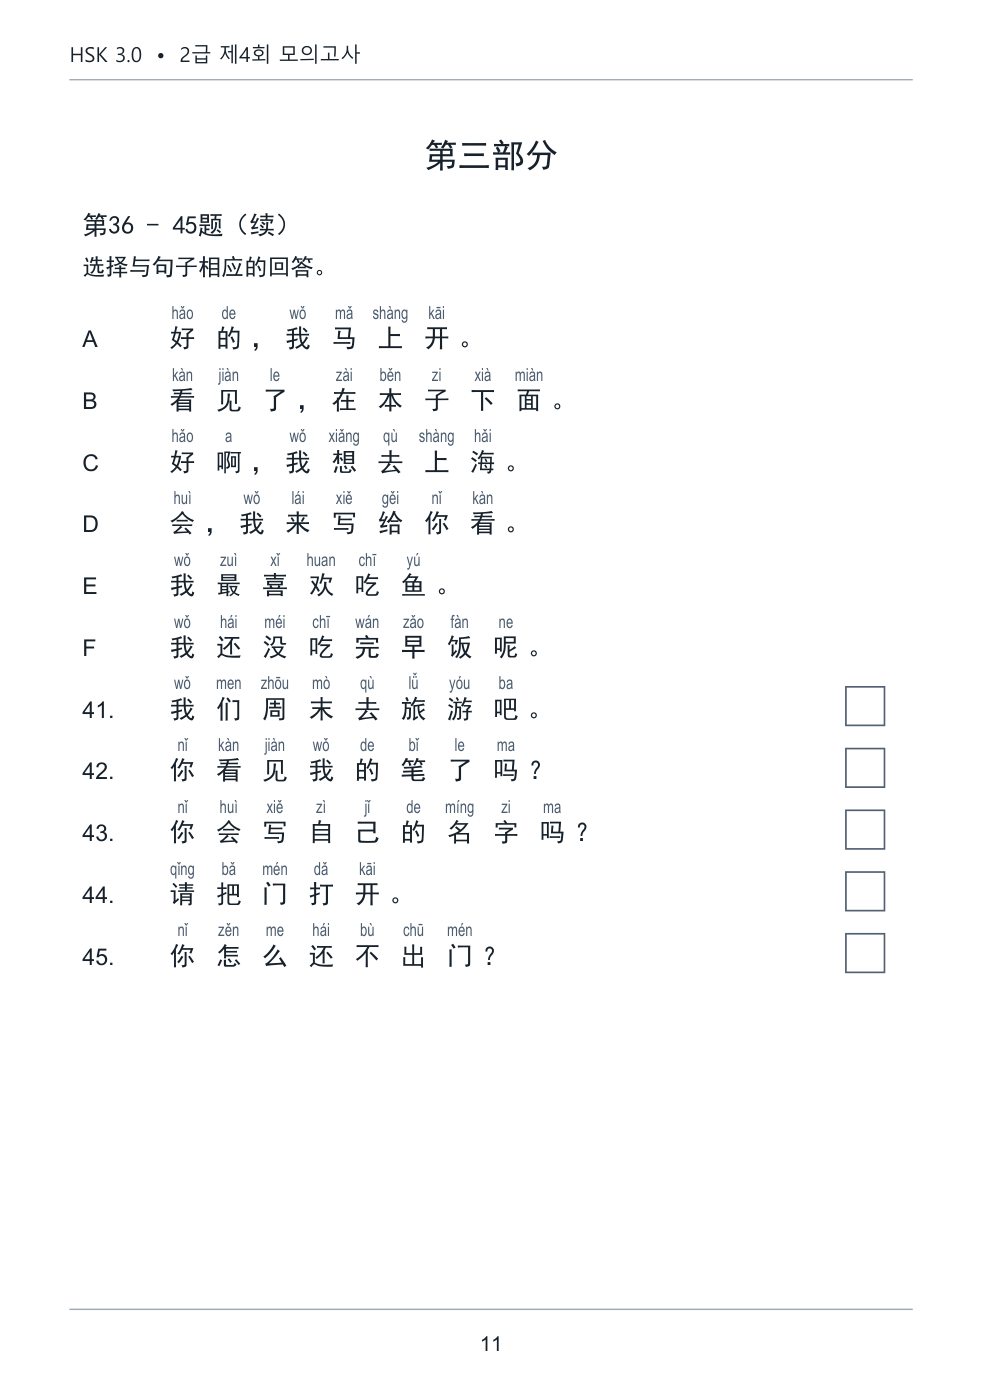 HSK 3.0 • 2급 제4회 모의고사
第三部分
第36 － 45题（续）
选择与句子相应的回答。
hǎo de wǒ mǎ shàng kāi
A 好的，我马上开。
kàn jiàn le zài běn zi xià miàn
B 看见了，在本子下面。
hǎo a wǒ xiǎng qù shàng hǎi
C 好啊，我想去上海。
huì wǒ lái xiě gěi nǐ kàn
D 会，我来写给你看。
wǒ zuì xǐ huan chī yú
E 我最喜欢吃鱼。
wǒ hái méi chī wán zǎo fàn ne
F 我还没吃完早饭呢。
wǒ men zhōu mò qù lǚ yóu ba
41. 我们周末去旅游吧。
nǐ kàn jiàn wǒ de bǐ le ma
42. 你看见我的笔了吗？
nǐ huì xiě zì jǐ de míng zi ma
43. 你会写自己的名字吗？
qǐng bǎ mén dǎ kāi
44. 请把门打开。
nǐ zěn me hái bù chū mén
45. 你怎么还不出门？
11